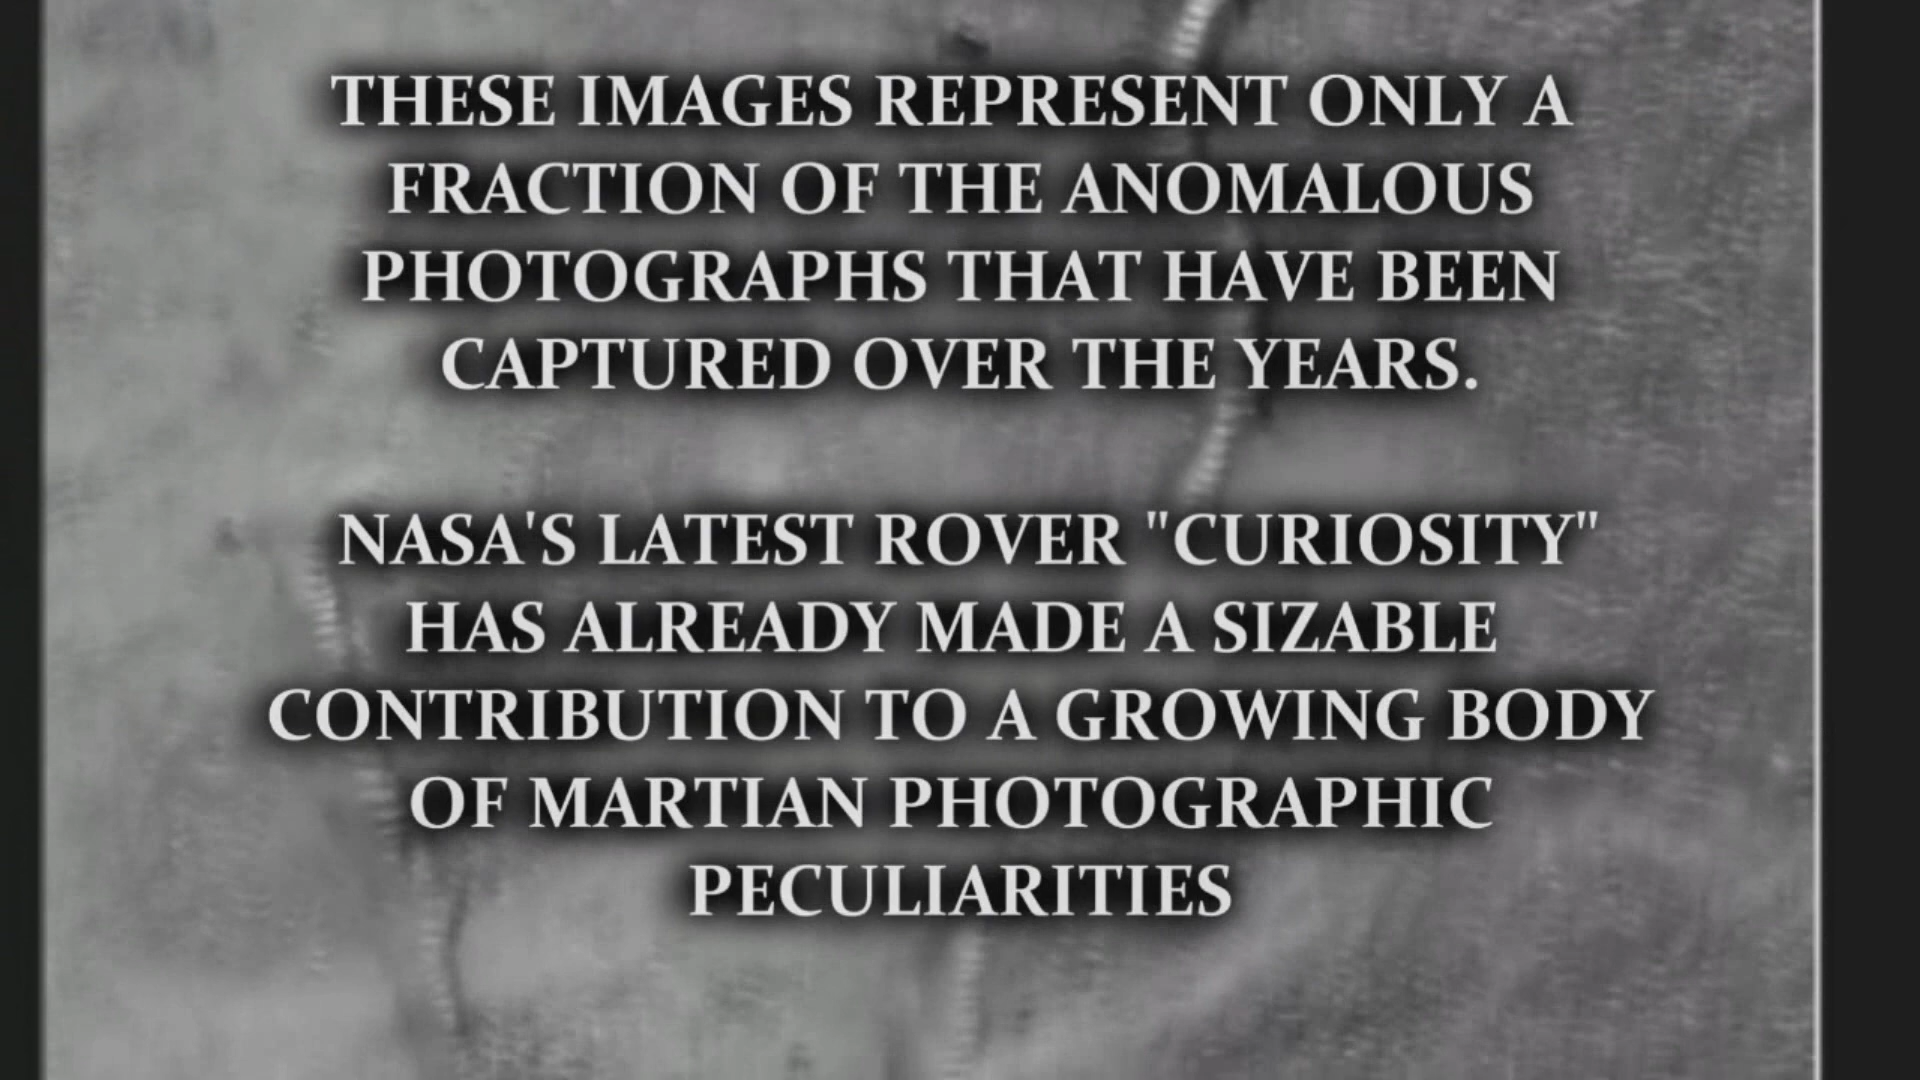 THESE IMAGES REPRESENT ONLY A
FRACTION OF THE ANOMALOUS
PHOTOGRAPHS THAT HAVE BEEN
CAPTURED OVER THE YEARS.
NASA'S LATEST ROVER "CURIOSITY"
HAS ALREADY MADE A SIZABLE
CONTRIBUTION TO A GROWING BODY
OF MARTIAN PHOTOGRAPHIC
PECULIARITIES